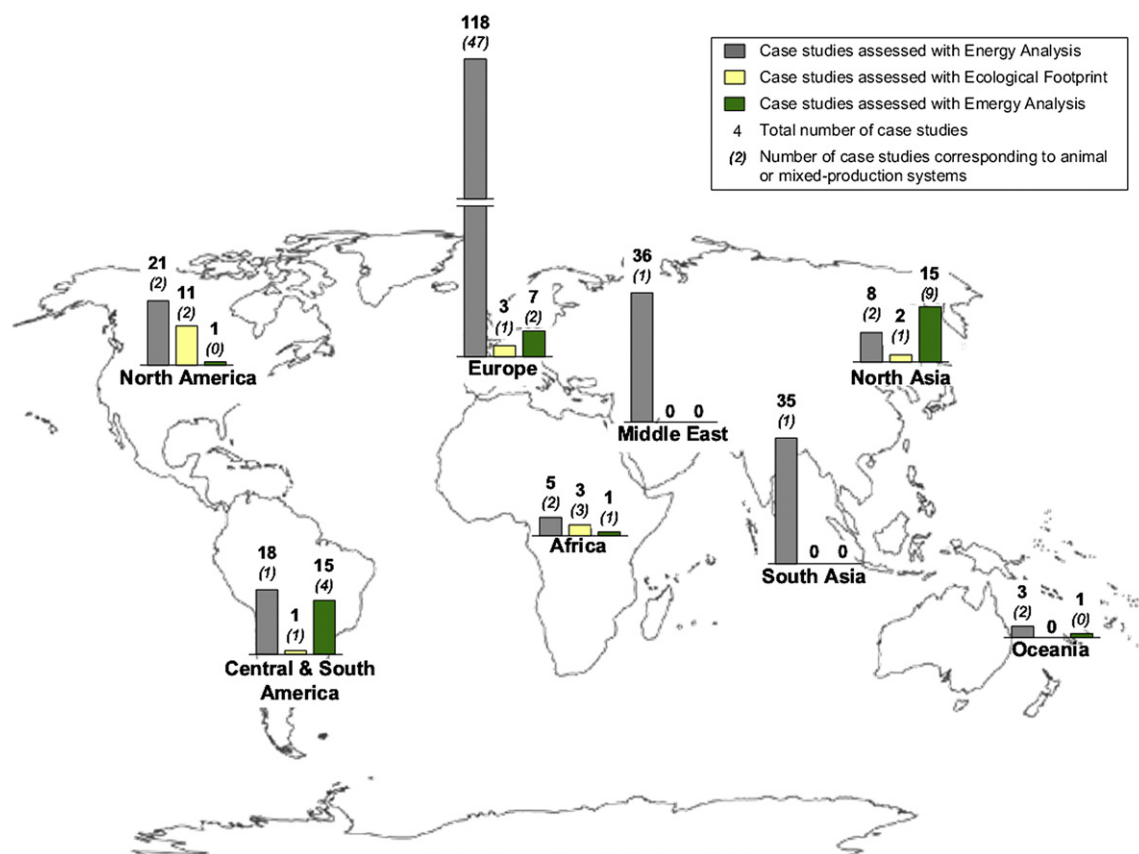 118
(47)
Case studies assessed with Energy Analysis
Case studies assessed with Ecological Footprint
Case studies assessed with Emergy Analysis
4 Total number of case studies
(2) Number of case studies corresponding to animal
or mixed-production systems
21
(2)
11
(2)
1
(0)
North America
3
(1)
7
(2)
Europe
36
(1)
0 0
Middle East
8
(2)
2
(1)
15
(9)
North Asia
35
(1)
0 0
South Asia
5
(2)
3
(3)
1
(1)
Africa
18
(1)
1
(1)
15
(4)
Central & South
America
3
(2)
0
1
(0)
Oceania